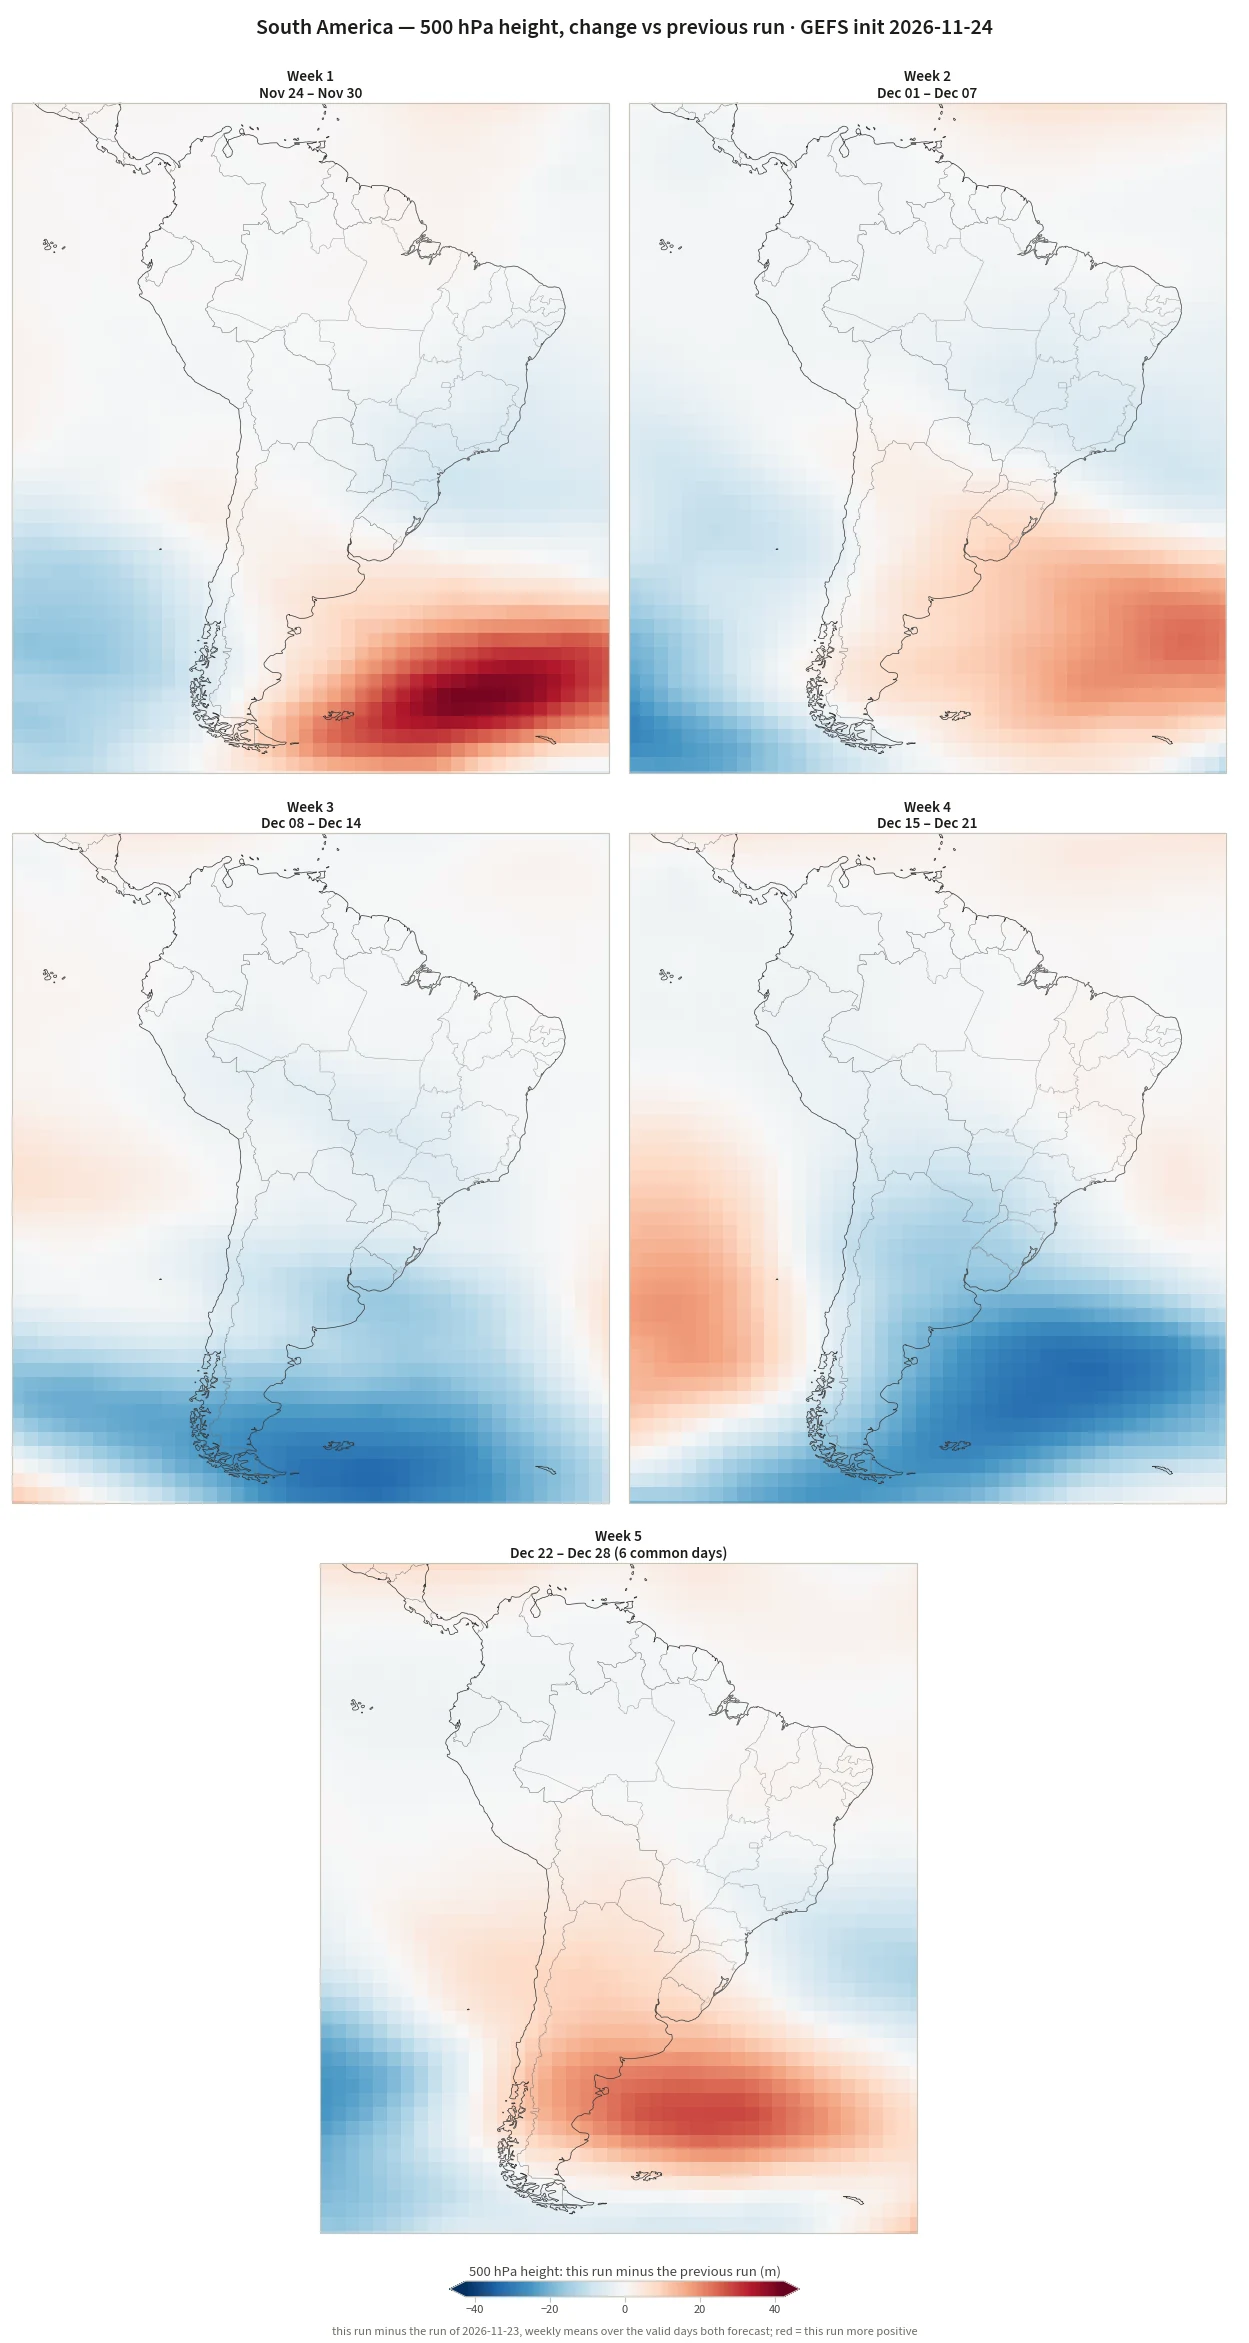 South America — 500 hPa height, change vs previous run · GEFS init 2026-11-24
Week 1
Nov 24 – Nov 30
Week 2
Dec 01 – Dec 07
Week 3
Dec 08 – Dec 14
Week 4
Dec 15 – Dec 21
Week 5
Dec 22 – Dec 28 (6 common days)
500 hPa height: this run minus the previous run (m)
−40 −20 0 20 40
this run minus the run of 2026-11-23, weekly means over the valid days both forecast; red = this run more positive